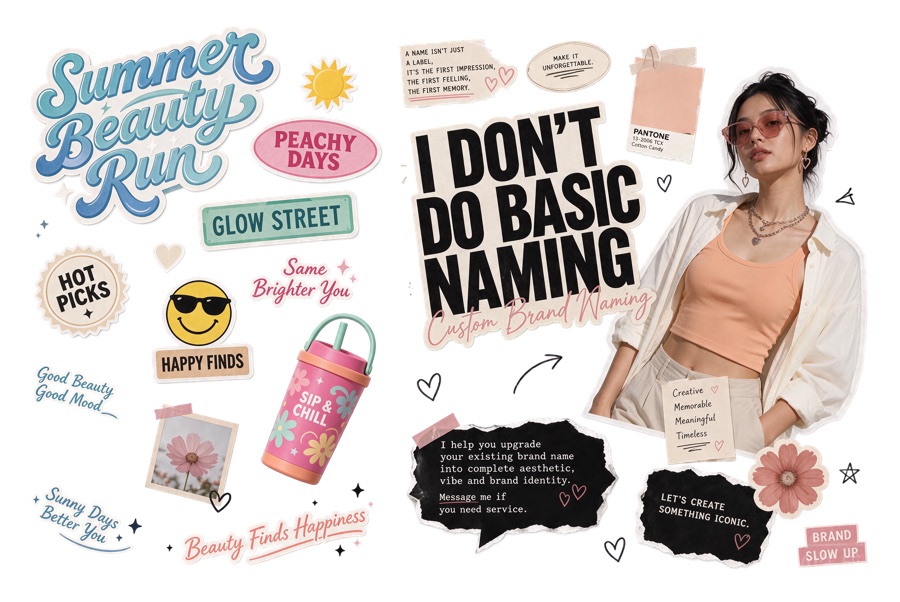 Summer
Beauty
Run
PEACHY
DAYS
GLOW STREET
HOT
PICKS
Same
Brighter You
HAPPY FINDS
Good Beauty
Good Mood
SIP &
CHILL
Sunny Days
Better You
Beauty Finds Happiness
A NAME ISN'T JUST
A LABEL,
IT'S THE FIRST IMPRESSION,
THE FIRST FEELING,
THE FIRST MEMORY.
MAKE IT
UNFORGETTABLE.
PANTONE
13-2006 TCX
Cotton Candy
I DON'T
DO BASIC
NAMING
Custom Brand Naming
Creative
Memorable
Meaningful
Timeless
I help you upgrade
your existing brand name
into complete aesthetic,
vibe and brand identity.
Message me if
you need service.
LET'S CREATE
SOMETHING ICONIC.
BRAND
SLOW UP